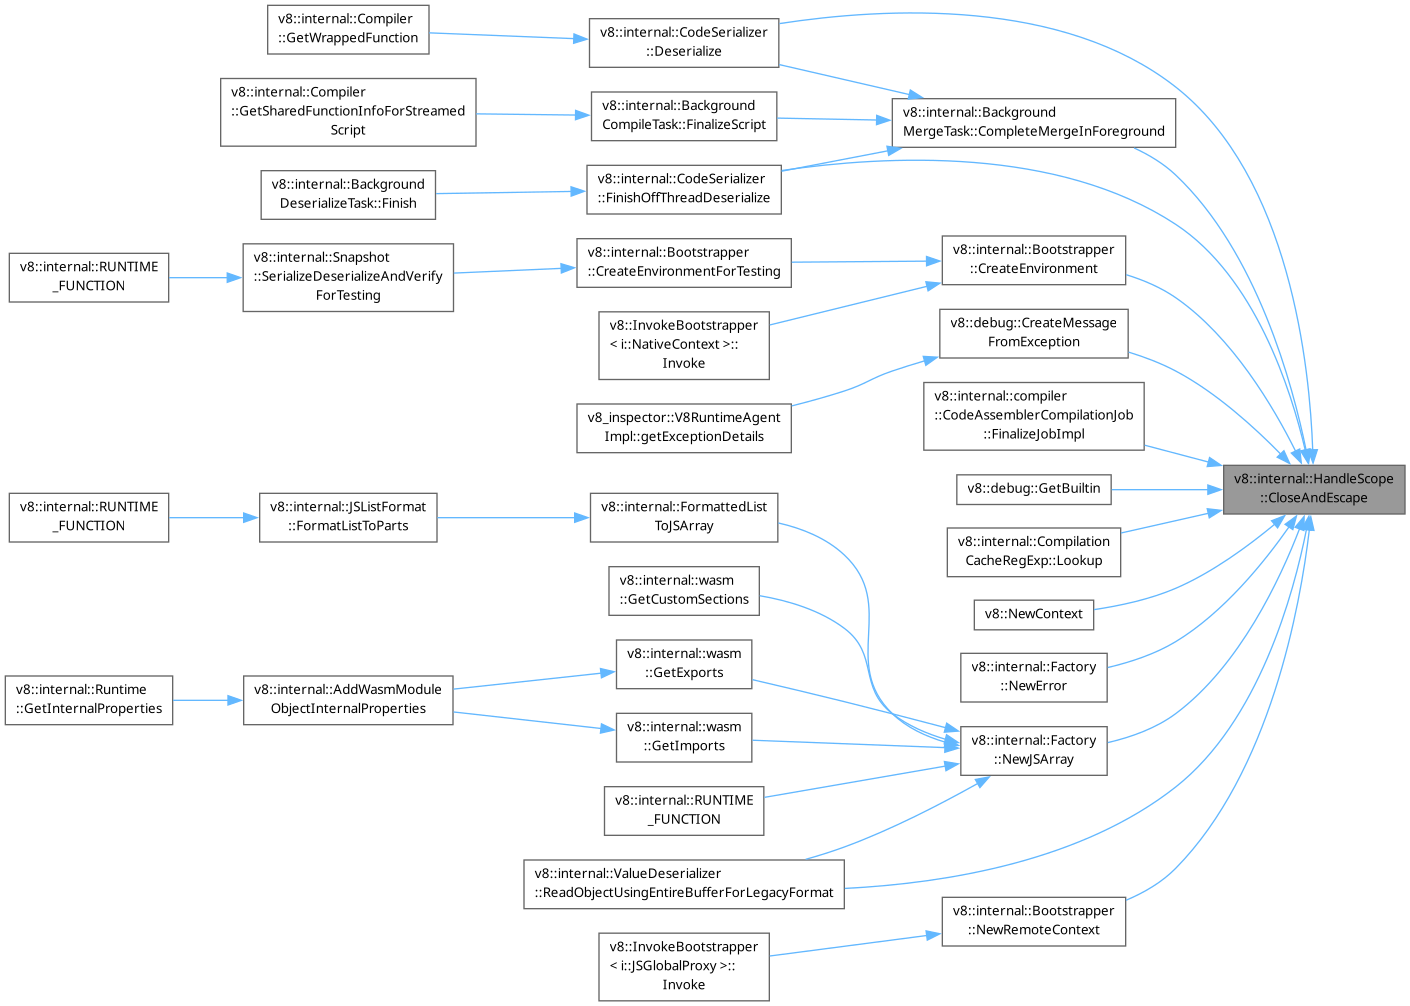 v8::internal::Compiler
::GetWrappedFunction
v8::internal::CodeSerializer
::Deserialize
v8::internal::Compiler
::GetSharedFunctionInfoForStreamed
Script
v8::internal::Background
CompileTask::FinalizeScript
v8::internal::Background
MergeTask::CompleteMergeInForeground
v8::internal::Background
DeserializeTask::Finish
v8::internal::CodeSerializer
::FinishOffThreadDeserialize
v8::internal::RUNTIME
_FUNCTION
v8::internal::Snapshot
::SerializeDeserializeAndVerify
ForTesting
v8::internal::Bootstrapper
::CreateEnvironmentForTesting
v8::internal::Bootstrapper
::CreateEnvironment
v8::InvokeBootstrapper
< i::NativeContext >::
Invoke
v8::debug::CreateMessage
FromException
v8_inspector::V8RuntimeAgent
Impl::getExceptionDetails
v8::internal::compiler
::CodeAssemblerCompilationJob
::FinalizeJobImpl
v8::internal::HandleScope
::CloseAndEscape
v8::debug::GetBuiltin
v8::internal::RUNTIME
_FUNCTION
v8::internal::JSListFormat
::FormatListToParts
v8::internal::FormattedList
ToJSArray
v8::internal::Compilation
CacheRegExp::Lookup
v8::internal::wasm
::GetCustomSections
v8::NewContext
v8::internal::wasm
::GetExports
v8::internal::Factory
::NewError
v8::internal::Runtime
::GetInternalProperties
v8::internal::AddWasmModule
ObjectInternalProperties
v8::internal::wasm
::GetImports
v8::internal::Factory
::NewJSArray
v8::internal::RUNTIME
_FUNCTION
v8::internal::ValueDeserializer
::ReadObjectUsingEntireBufferForLegacyFormat
v8::internal::Bootstrapper
::NewRemoteContext
v8::InvokeBootstrapper
< i::JSGlobalProxy >::
Invoke